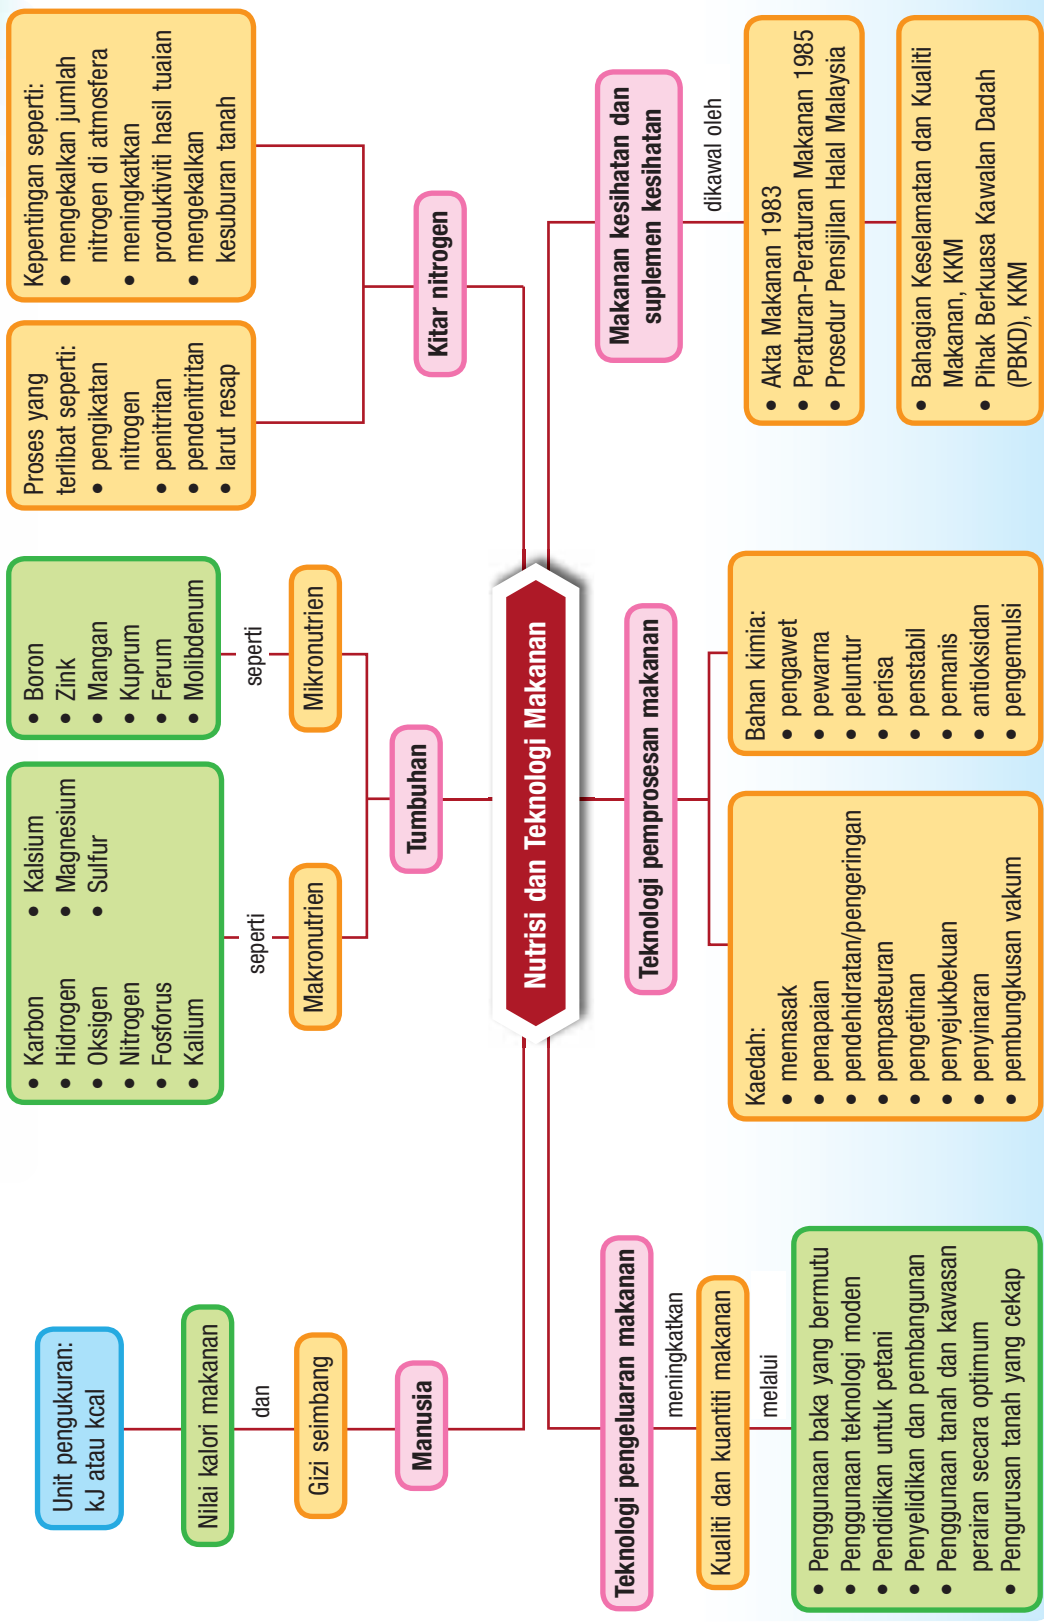 Unit pengukuran:
kJ atau kcal
Nilai kalori makanan
dan
Gizi seimbang
Manusia
• Karbon
• Hidrogen
• Oksigen
• Nitrogen
• Fosforus
• Kalium
• Kalsium
• Magnesium
• Sulfur
seperti
Makronutrien
• Boron
• Zink
• Mangan
• Kuprum
• Ferum
• Molibdenum
seperti
Mikronutrien
Tumbuhan
Proses yang
terlibat seperti:
• pengikatan
nitrogen
• penitritan
• pendenitritan
• larut resap
Kepentingan seperti:
• mengekalkan jumlah
nitrogen di atmosfera
• meningkatkan
produktiviti hasil tuaian
• mengekalkan
kesuburan tanah
Kitar nitrogen
Nutrisi dan Teknologi Makanan
Teknologi pengeluaran makanan
meningkatkan
Kualiti dan kuantiti makanan
melalui
• Penggunaan baka yang bermutu
• Penggunaan teknologi moden
• Pendidikan untuk petani
• Penyelidikan dan pembangunan
• Penggunaan tanah dan kawasan
perairan secara optimum
• Pengurusan tanah yang cekap
Teknologi pemprosesan makanan
Kaedah:
• memasak
• penapaian
• pendehidratan/pengeringan
• pempasteuran
• pengetinan
• penyejukbekuan
• penyinaran
• pembungkusan vakum
Bahan kimia:
• pengawet
• pewarna
• peluntur
• perisa
• penstabil
• pemanis
• antioksidan
• pengemulsi
Makanan kesihatan dan
suplemen kesihatan
dikawal oleh
• Akta Makanan 1983
• Peraturan-Peraturan Makanan 1985
• Prosedur Pensijilan Halal Malaysia
• Bahagian Keselamatan dan Kualiti
Makanan, KKM
• Pihak Berkuasa Kawalan Dadah
(PBKD), KKM